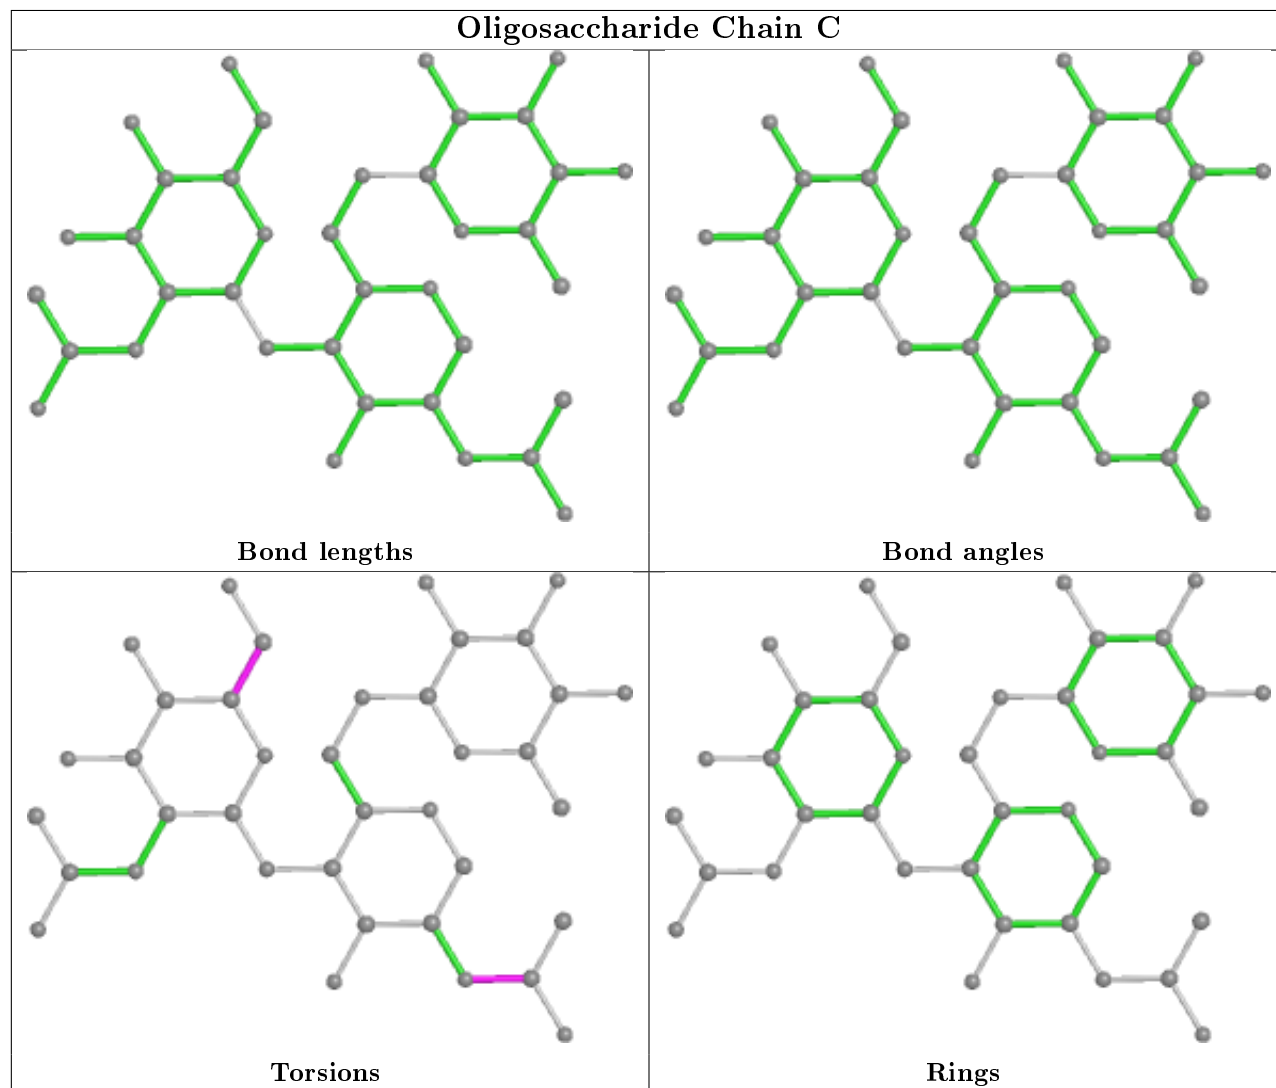 Oligosaccharide Chain C
Bond lengths
Bond angles
Torsions
Rings